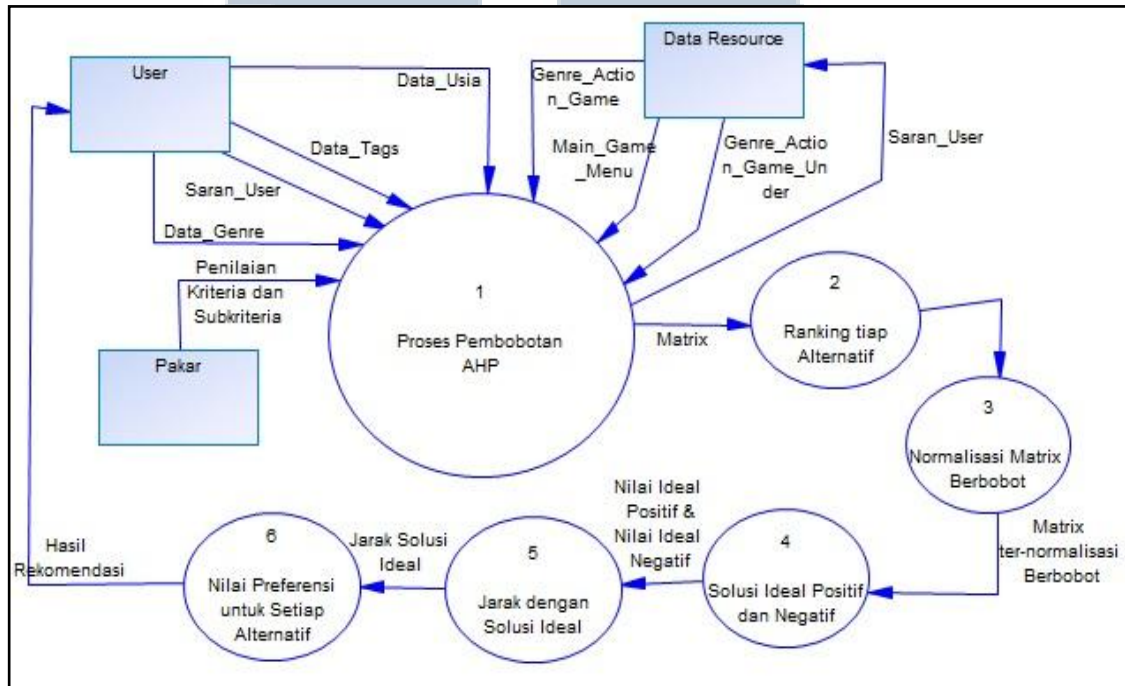 User
Data Resource
Data_Usia
Genre_Actio
n_Game
Data_Tags
Main_Game
_Menu
Genre_Actio
n_Game_Un
der
Saran_User
Saran_User
Data_Genre
Penilaian
Kriteria dan
Subkriteria
Pakar
1
Proses Pembobotan
AHP
Matrix
2
Ranking tiap
Alternatif
3
Normalisasi Matrix
Berbobot
Matrix
ter-normalisasi
Berbobot
4
Solusi Ideal Positif
dan Negatif
Nilai Ideal
Positif &
Nilai Ideal
Negatif
5
Jarak dengan
Solusi Ideal
Jarak Solusi
Ideal
6
Nilai Preferensi
untuk Setiap
Alternatif
Hasil
Rekomendasi